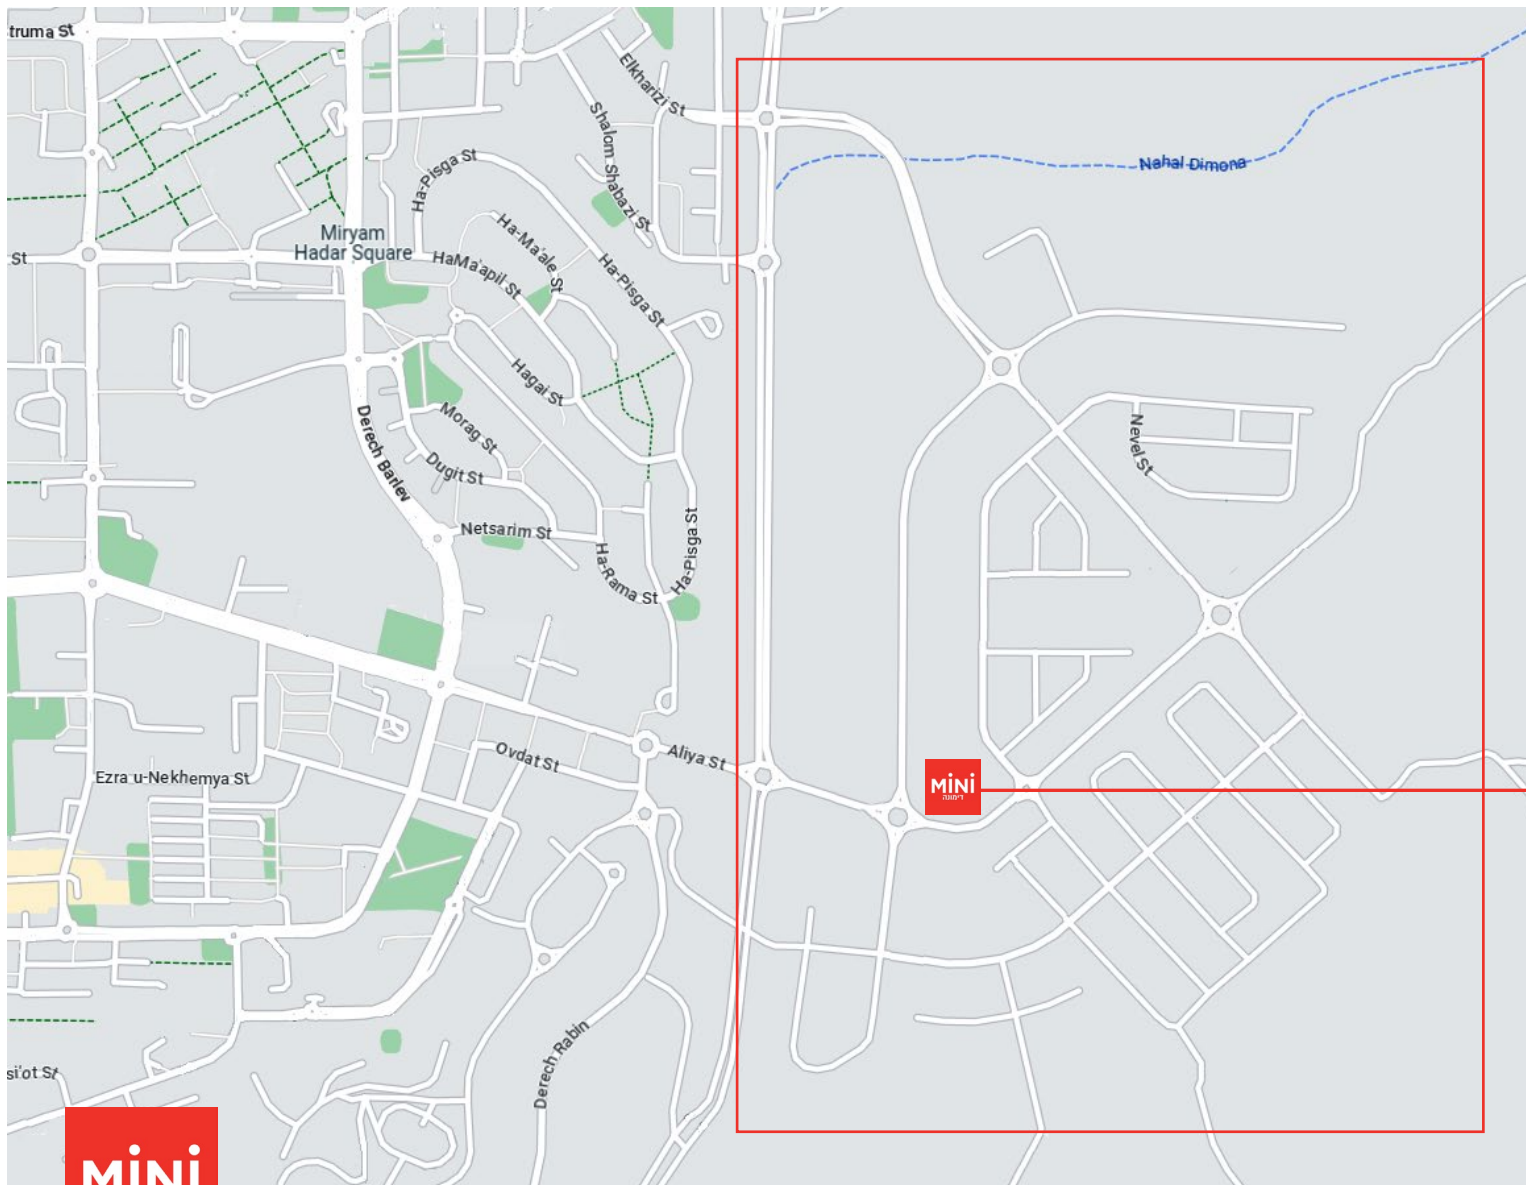 truma St
Elkharizi St
Shalom Shabazi St
Nahal Dimona
Ha-Pisga St
Miryam
Hadar Square
St
HaMa'apil St
Ha-Ma'ale St
Ha-Pisga St
Hagai St
Morag St
Derech Barlev
Dugit St
Nevel St
Netsarim St
Ha-Rama St
Ha-Pisga St
Ovdat St
Aliya St
Ezra u-Nekhemya St
MiNi
דימונה
Derech Rabin
si'ot St
MiNi